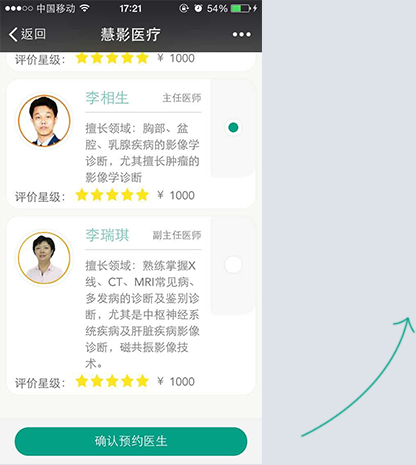 中国移动 17:21 54%
返回 慧影医疗
评价星级： ¥ 1000
李相生 主任医师
擅长领域：胸部、盆
腔、乳腺疾病的影像学
诊断，尤其擅长肿瘤的
影像学诊断
评价星级： ¥ 1000
李瑞琪 副主任医师
擅长领域：熟练掌握X
线、CT、MRI常见病、
多发病的诊断及鉴别诊
断，尤其是中枢神经系
统疾病及肝脏疾病影像
诊断，磁共振影像技
术。
评价星级： ¥ 1000
确认预约医生